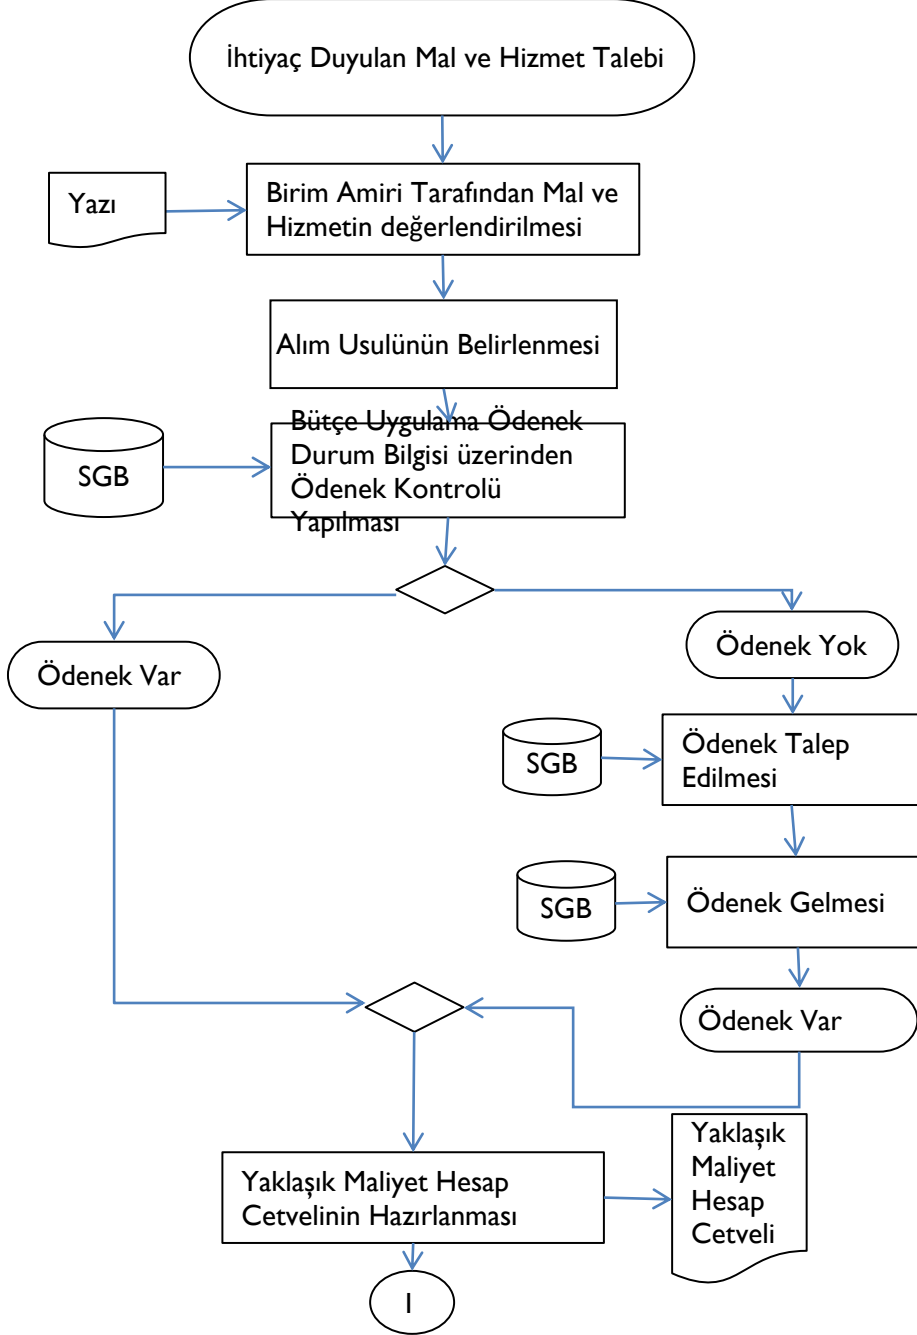 İhtiyaç Duyulan Mal ve Hizmet Talebi
Yazı
Birim Amiri Tarafından Mal ve
Hizmetin değerlendirilmesi
Alım Usulünün Belirlenmesi
SGB
Bütçe Uygulama Ödenek
Durum Bilgisi üzerinden
Ödenek Kontrolü
Yapılması
Ödenek Var
Ödenek Yok
SGB
Ödenek Talep
Edilmesi
SGB
Ödenek Gelmesi
Ödenek Var
Yaklaşık Maliyet Hesap
Cetvelinin Hazırlanması
Yaklaşık
Maliyet
Hesap
Cetveli
1